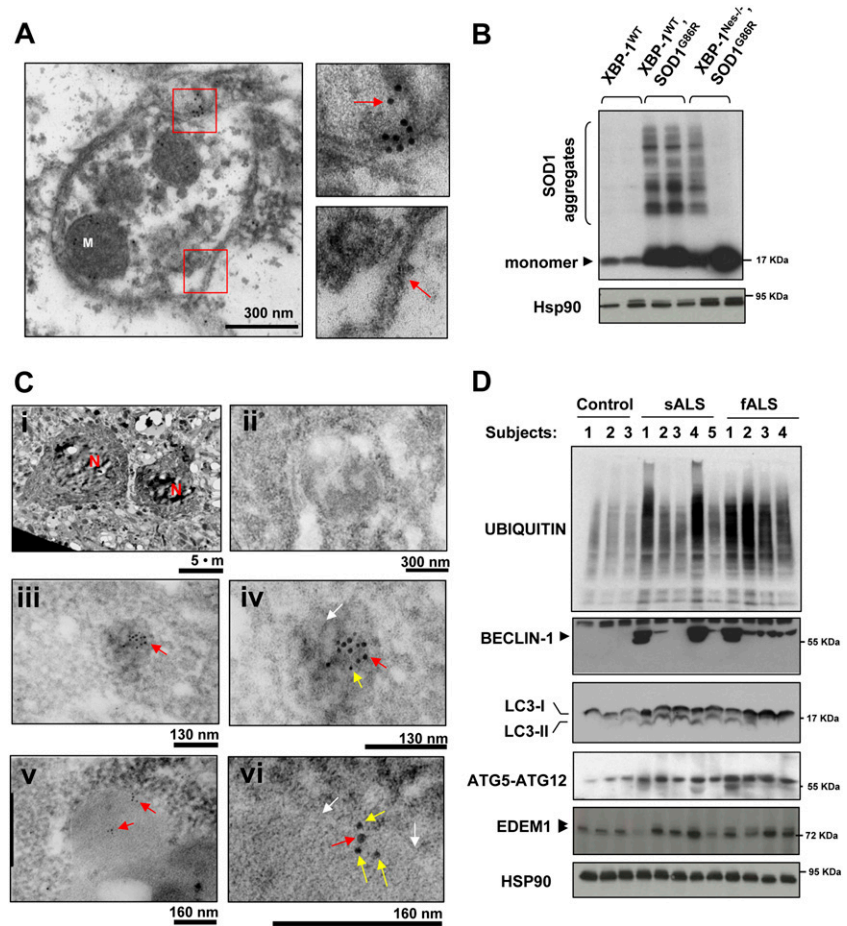 A
M
300 nm
B
XBP-1WT
XBP-1WT,
SOD1G86R
XBP-1Nes-/-,
SOD1G86R
SOD1
aggregates
monomer
17 KDa
95 KDa
Hsp90
C
i
N
N
5 • m
ii
300 nm
iii
130 nm
iv
130 nm
v
160 nm
vi
160 nm
D
Control sALS fALS
Subjects: 1 2 3 1 2 3 4 5 1 2 3 4
UBIQUITIN
BECLIN-1
55 KDa
LC3-I
17 KDa
LC3-II
ATG5-ATG12
55 KDa
EDEM1
72 KDa
95 KDa
HSP90